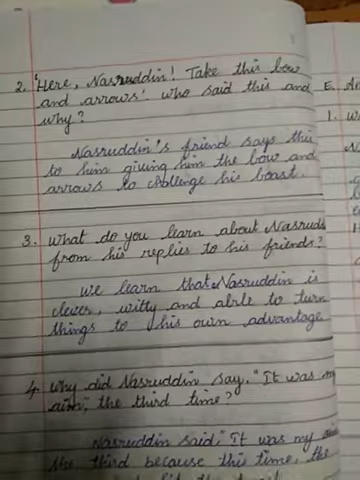 2. 'Here, Nasruddin! Take this bow
and arrows'. who said this and
why?
Nasruddin's friend says this
to him giving him the bow and
arrows to challenge his boast.
3. What do you learn about
from his replies to his friends?
we learn that Nasruddin is
clever, witty and able to turn
things to his own advantage
4. Why did Nasruddin say, "It was my
aim", the third time?
Nasruddin said, "It was my
the third because this time, the
E.
1.